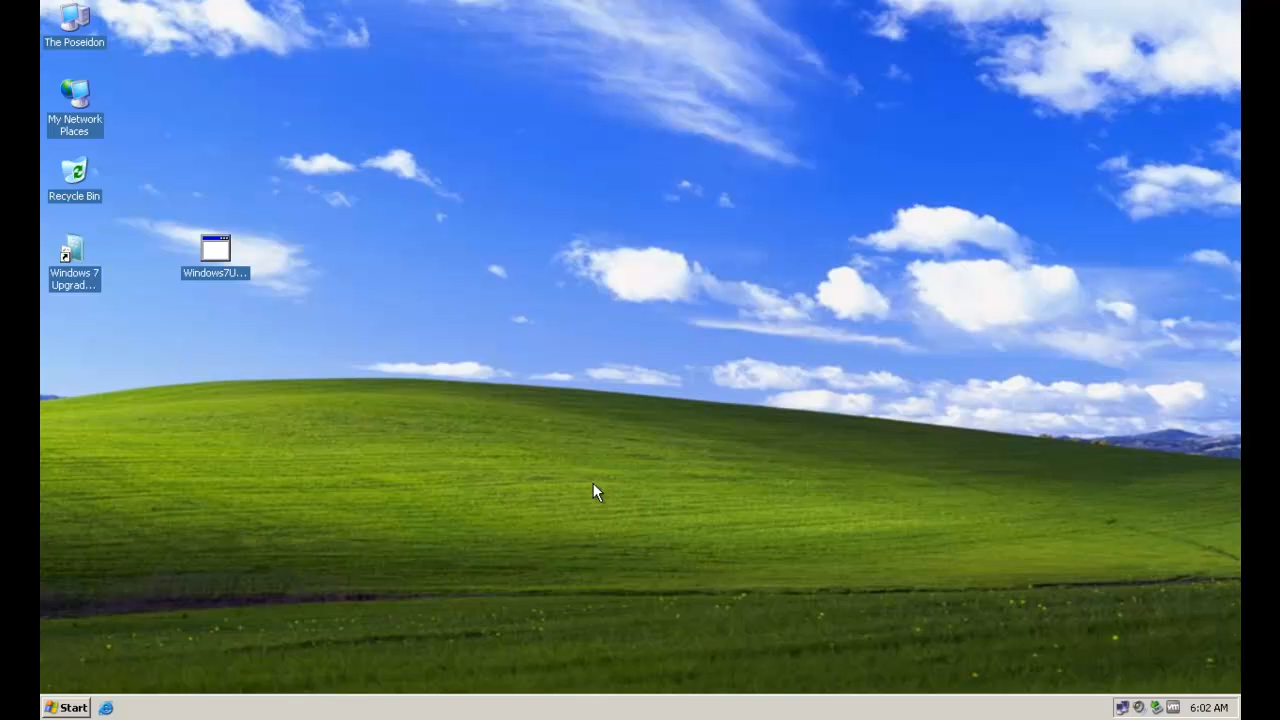 The Poseidon
My Network
Places
Recycle Bin
Windows 7
Upgrad...
Windows7U...
Start
6:02 AM